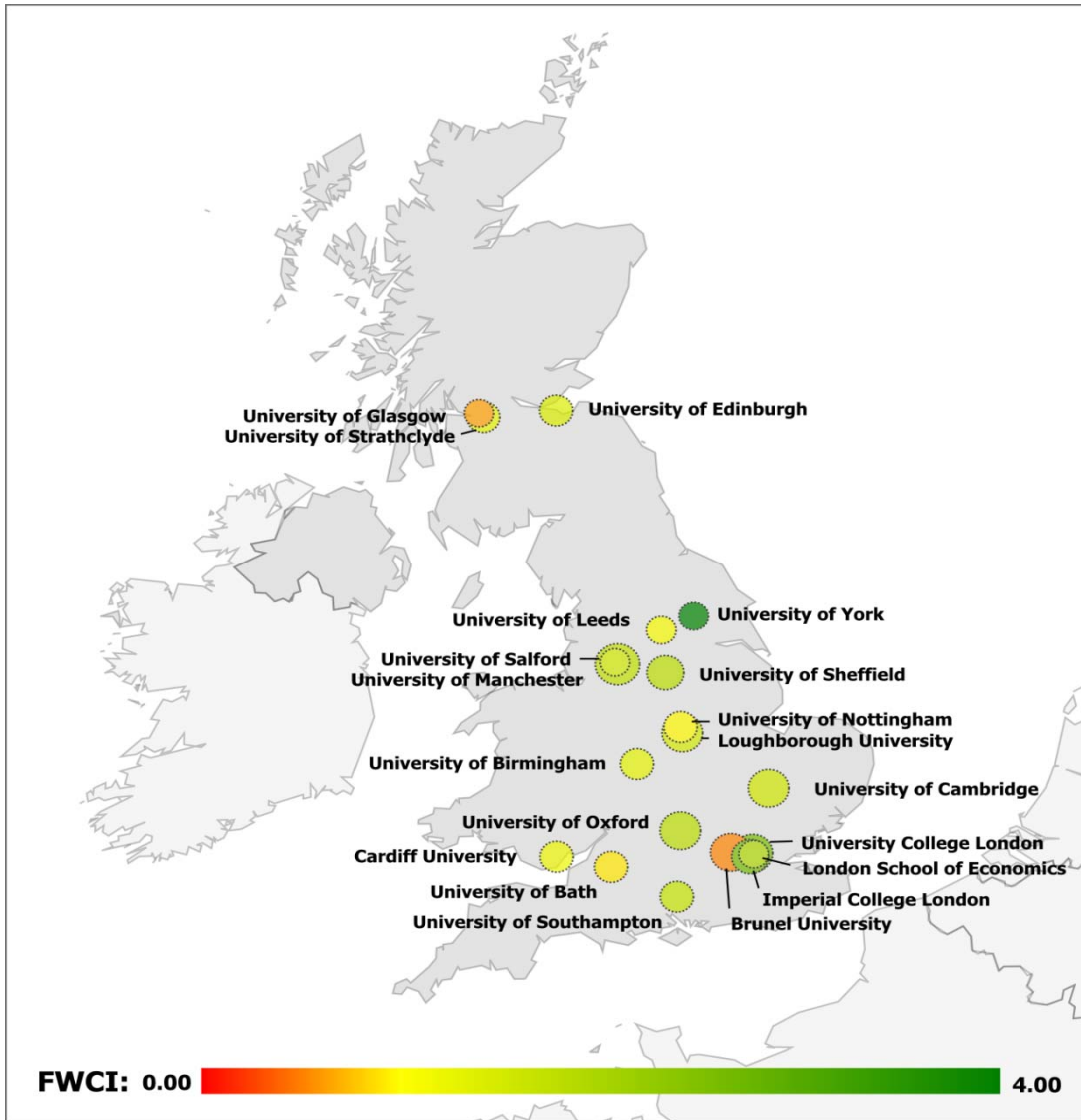 University of Glasgow
University of Edinburgh
University of Strathclyde
University of York
University of Leeds
University of Salford
University of Manchester
University of Sheffield
University of Nottingham
Loughborough University
University of Birmingham
University of Cambridge
University of Oxford
University College London
Cardiff University
London School of Economics
University of Bath
Imperial College London
University of Southampton
Brunel University
FWCI: 0.00 4.00